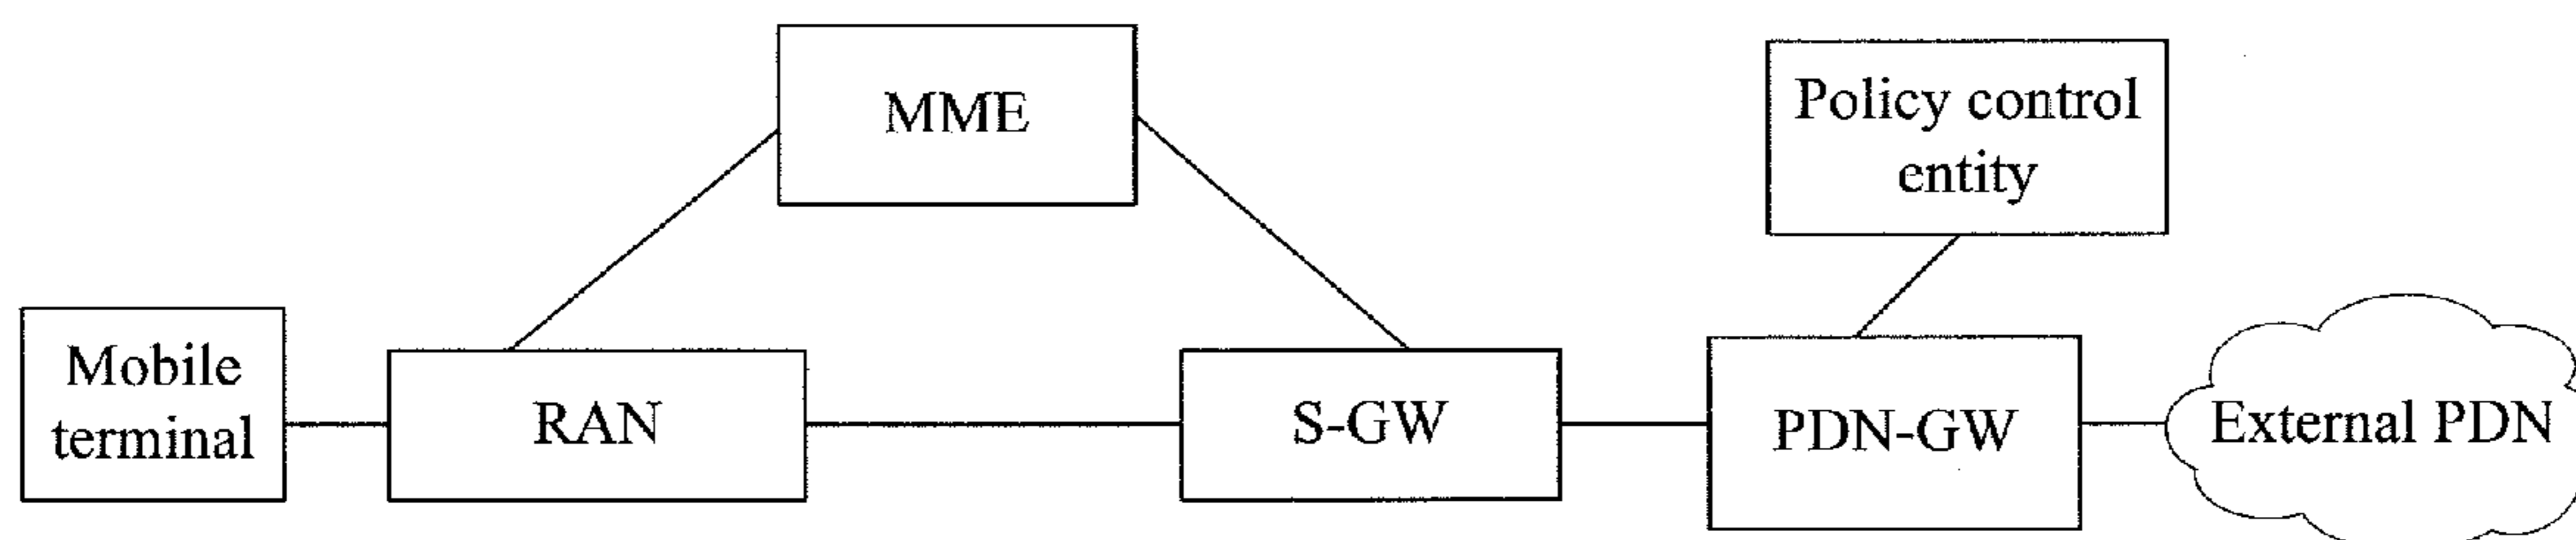 MME
Policy control
entity
Mobile
terminal
RAN
S-GW
PDN-GW
External PDN